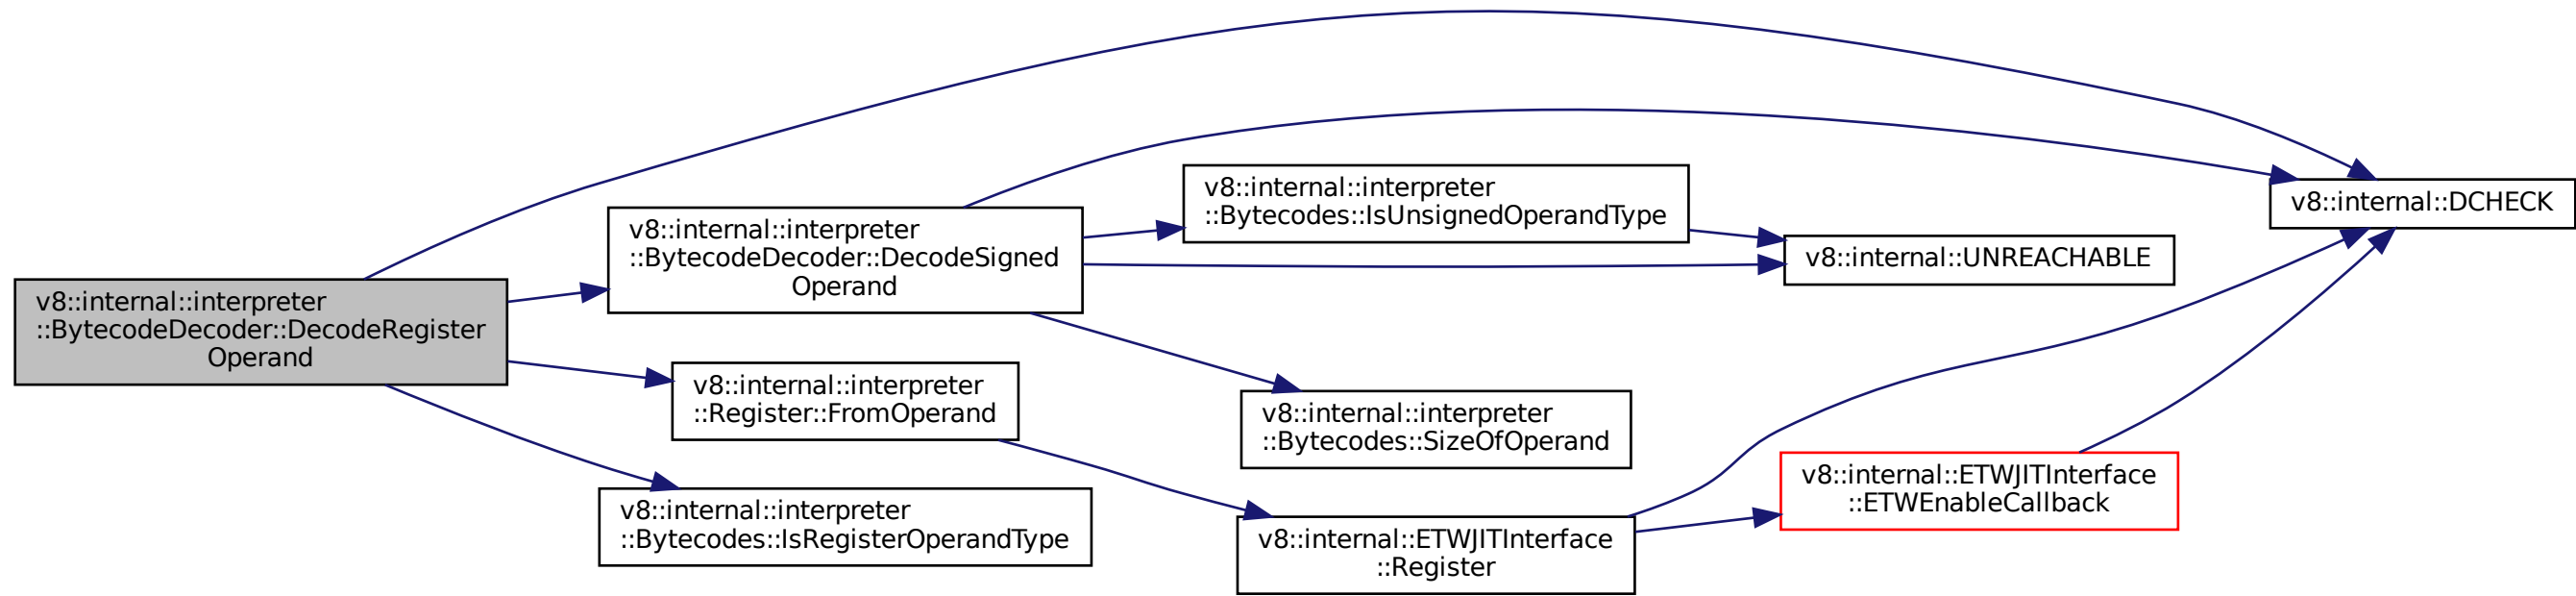 v8::internal::interpreter
::BytecodeDecoder::DecodeRegister
Operand
v8::internal::interpreter
::BytecodeDecoder::DecodeSigned
Operand
v8::internal::interpreter
::Register::FromOperand
v8::internal::interpreter
::Bytecodes::IsRegisterOperandType
v8::internal::interpreter
::Bytecodes::IsUnsignedOperandType
v8::internal::interpreter
::Bytecodes::SizeOfOperand
v8::internal::ETWJITInterface
::Register
v8::internal::UNREACHABLE
v8::internal::ETWJITInterface
::ETWEnableCallback
v8::internal::DCHECK